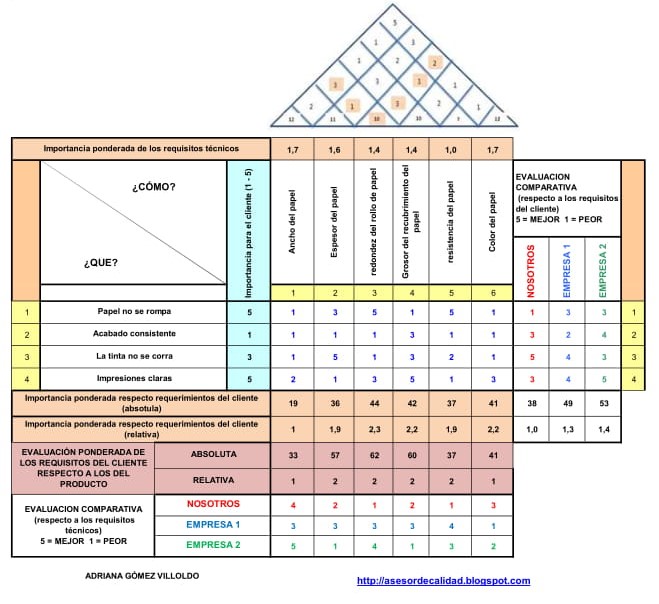 5
1 3
1 2 2
3 3 1 1
2 1 3 2 1
12 11 10 10 7 12
Importancia ponderada de los requisitos técnicos 1,7 1,6 1,4 1,4 1,0 1,7
¿CÓMO?
¿QUE?
Importancia para el cliente (1 - 5)
Ancho del papel
Espesor del papel
redondez del rollo de papel
Grosor del recubrimiento del papel
resistencia del papel
Color del papel
EVALUACION
COMPARATIVA
(respecto a los requisitos
del cliente)
5 = MEJOR 1 = PEOR
NOSOTROS
EMPRESA 1
EMPRESA 2
1 2 3 4 5 6
1 Papel no se rompa 5 1 3 5 1 5 1 1 3 3 1
2 Acabado consistente 1 1 1 1 3 1 1 3 2 4 2
3 La tinta no se corra 3 1 5 1 3 2 1 5 4 3 3
4 Impresiones claras 5 2 1 3 5 1 3 3 4 5 4
Importancia ponderada respecto requerimientos del cliente
(absotula) 19 36 44 42 37 41 38 49 53
Importancia ponderada respecto requerimientos del cliente
(relativa) 1 1,9 2,3 2,2 1,9 2,2 1,0 1,3 1,4
EVALUACIÓN PONDERADA DE
LOS REQUISITOS DEL CLIENTE
RESPECTO A LOS DEL
PRODUCTO
ABSOLUTA 33 57 62 60 37 41
RELATIVA 1 2 2 2 2 1
EVALUACION COMPARATIVA
(respecto a los requisitos
técnicos)
5 = MEJOR 1 = PEOR
NOSOTROS 4 2 1 2 1 3
EMPRESA 1 3 3 3 3 4 1
EMPRESA 2 5 1 4 1 3 2
ADRIANA GÓMEZ VILLOLDO
http://asesordecalidad.blogspot.com